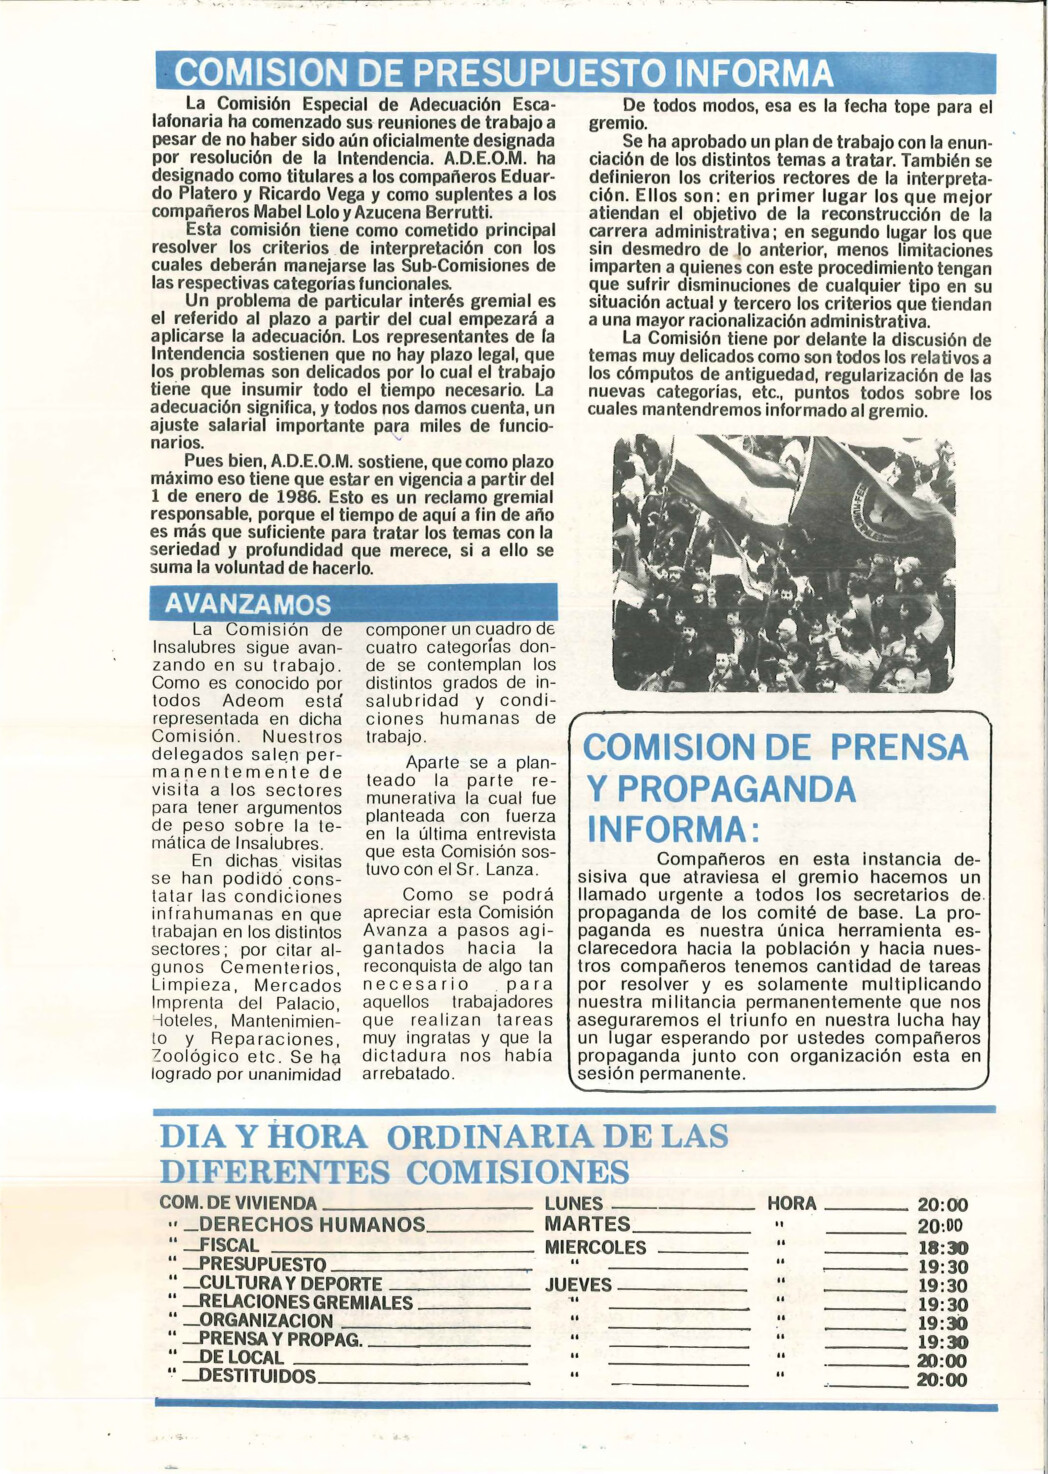 COMISION DE PRESUPUESTO INFORMA
La Comisión Especial de Adecuación Esca-
lafonaria ha comenzado sus reuniones de trabajo a
pesar de no haber sido aún oficialmente designada
por resolución de la Intendencia. A.D.E.O.M. ha
designado como titulares a los compañeros Eduar-
do Platero y Ricardo Vega y como suplentes a los
compañeros Mabel Lolo y Azucena Berrutti.
Esta comisión tiene como cometido principal
resolver los criterios de interpretación con los
cuales deberán manejarse las Sub-Comisiones de
las respectivas categorías funcionales.
Un problema de particular interés gremial es
el referido al plazo a partir del cual empezará a
aplicarse la adecuación. Los representantes de la
Intendencia sostienen que no hay plazo legal, que
los problemas son delicados por lo cual el trabajo
tiene que insumir todo el tiempo necesario. La
adecuación significa, y todos nos damos cuenta, un
ajuste salarial importante para miles de funcio-
narios.
Pues bien, A.D.E.O.M. sostiene, que como plazo
máximo eso tiene que estar en vigencia a partir del
1 de enero de 1986. Esto es un reclamo gremial
responsable, porque el tiempo de aquí a fin de año
es más que suficiente para tratar los temas con la
seriedad y profundidad que merece, si a ello se
suma la voluntad de hacerlo.
De todos modos, esa es la fecha tope para el
gremio.
Se ha aprobado un plan de trabajo con la enun-
ciación de los distintos temas a tratar. También se
definieron los criterios rectores de la interpreta-
ción. Ellos son: en primer lugar los que mejor
atiendan el objetivo de la reconstrucción de la
carrera administrativa; en segundo lugar los que
sin desmedro de lo anterior, menos limitaciones
imparten a quienes con este procedimiento tengan
que sufrir disminuciones de cualquier tipo en su
situación actual y tercero los criterios que tiendan
a una mayor racionalización administrativa.
La Comisión tiene por delante la discusión de
temas muy delicados como son todos los relativos a
los cómputos de antiguedad, regularización de las
nuevas categorías, etc., puntos todos sobre los
cuales mantendremos informado al gremio.
AVANZAMOS
La Comisión de
Insalubres sigue avan-
zando en su trabajo.
Como es conocido por
todos Adeom está
representada en dicha
Comisión. Nuestros
delegados salen per-
manentemente de
visita a los sectores
para tener argumentos
de peso sobre la te-
mática de Insalubres.
En dichas visitas
se han podido cons-
tatar las condiciones
infrahumanas en que
trabajan en los distintos
sectores; por citar al-
gunos Cementerios,
Limpieza, Mercados
Imprenta del Palacio,
Hoteles, Mantenimien-
to y Reparaciones,
Zoológico etc. Se ha
logrado por unanimidad
componer un cuadro de
cuatro categorías don-
de se contemplan los
distintos grados de in-
salubridad y condi-
ciones humanas de
trabajo.
Aparte se a plan-
teado la parte re-
munerativa la cual fue
planteada con fuerza
en la última entrevista
que esta Comisión sos-
tuvo con el Sr. Lanza.
Como se podrá
apreciar esta Comisión
Avanza a pasos agi-
gantados hacia la
reconquista de algo tan
necesario para
aquellos trabajadores
que realizan tareas
muy ingratas y que la
dictadura nos había
arrebatado.
COMISION DE PRENSA
Y PROPAGANDA
INFORMA:
Compañeros en esta instancia de-
sisiva que atraviesa el gremio hacemos un
llamado urgente a todos los secretarios de
propaganda de los comité de base. La pro-
paganda es nuestra única herramienta es-
clarecedora hacia la población y hacia nues-
tros compañeros tenemos cantidad de tareas
por resolver y es solamente multiplicando
nuestra militancia permanentemente que nos
aseguraremos el triunfo en nuestra lucha hay
un lugar esperando por ustedes compañeros
propaganda junto con organización esta en
sesión permanente.
DIA Y HORA ORDINARIA DE LAS
DIFERENTES COMISIONES
COM. DE VIVIENDA LUNES HORA 20:00
" DERECHOS HUMANOS MARTES " 20:00
" FISCAL MIERCOLES " 18:30
" PRESUPUESTO " " 19:30
" CULTURA Y DEPORTE JUEVES " 19:30
" RELACIONES GREMIALES " " 19:30
" ORGANIZACION " " 19:30
" PRENSA Y PROPAG. " " 19:30
" DE LOCAL " " 20:00
" DESTITUIDOS " " 20:00